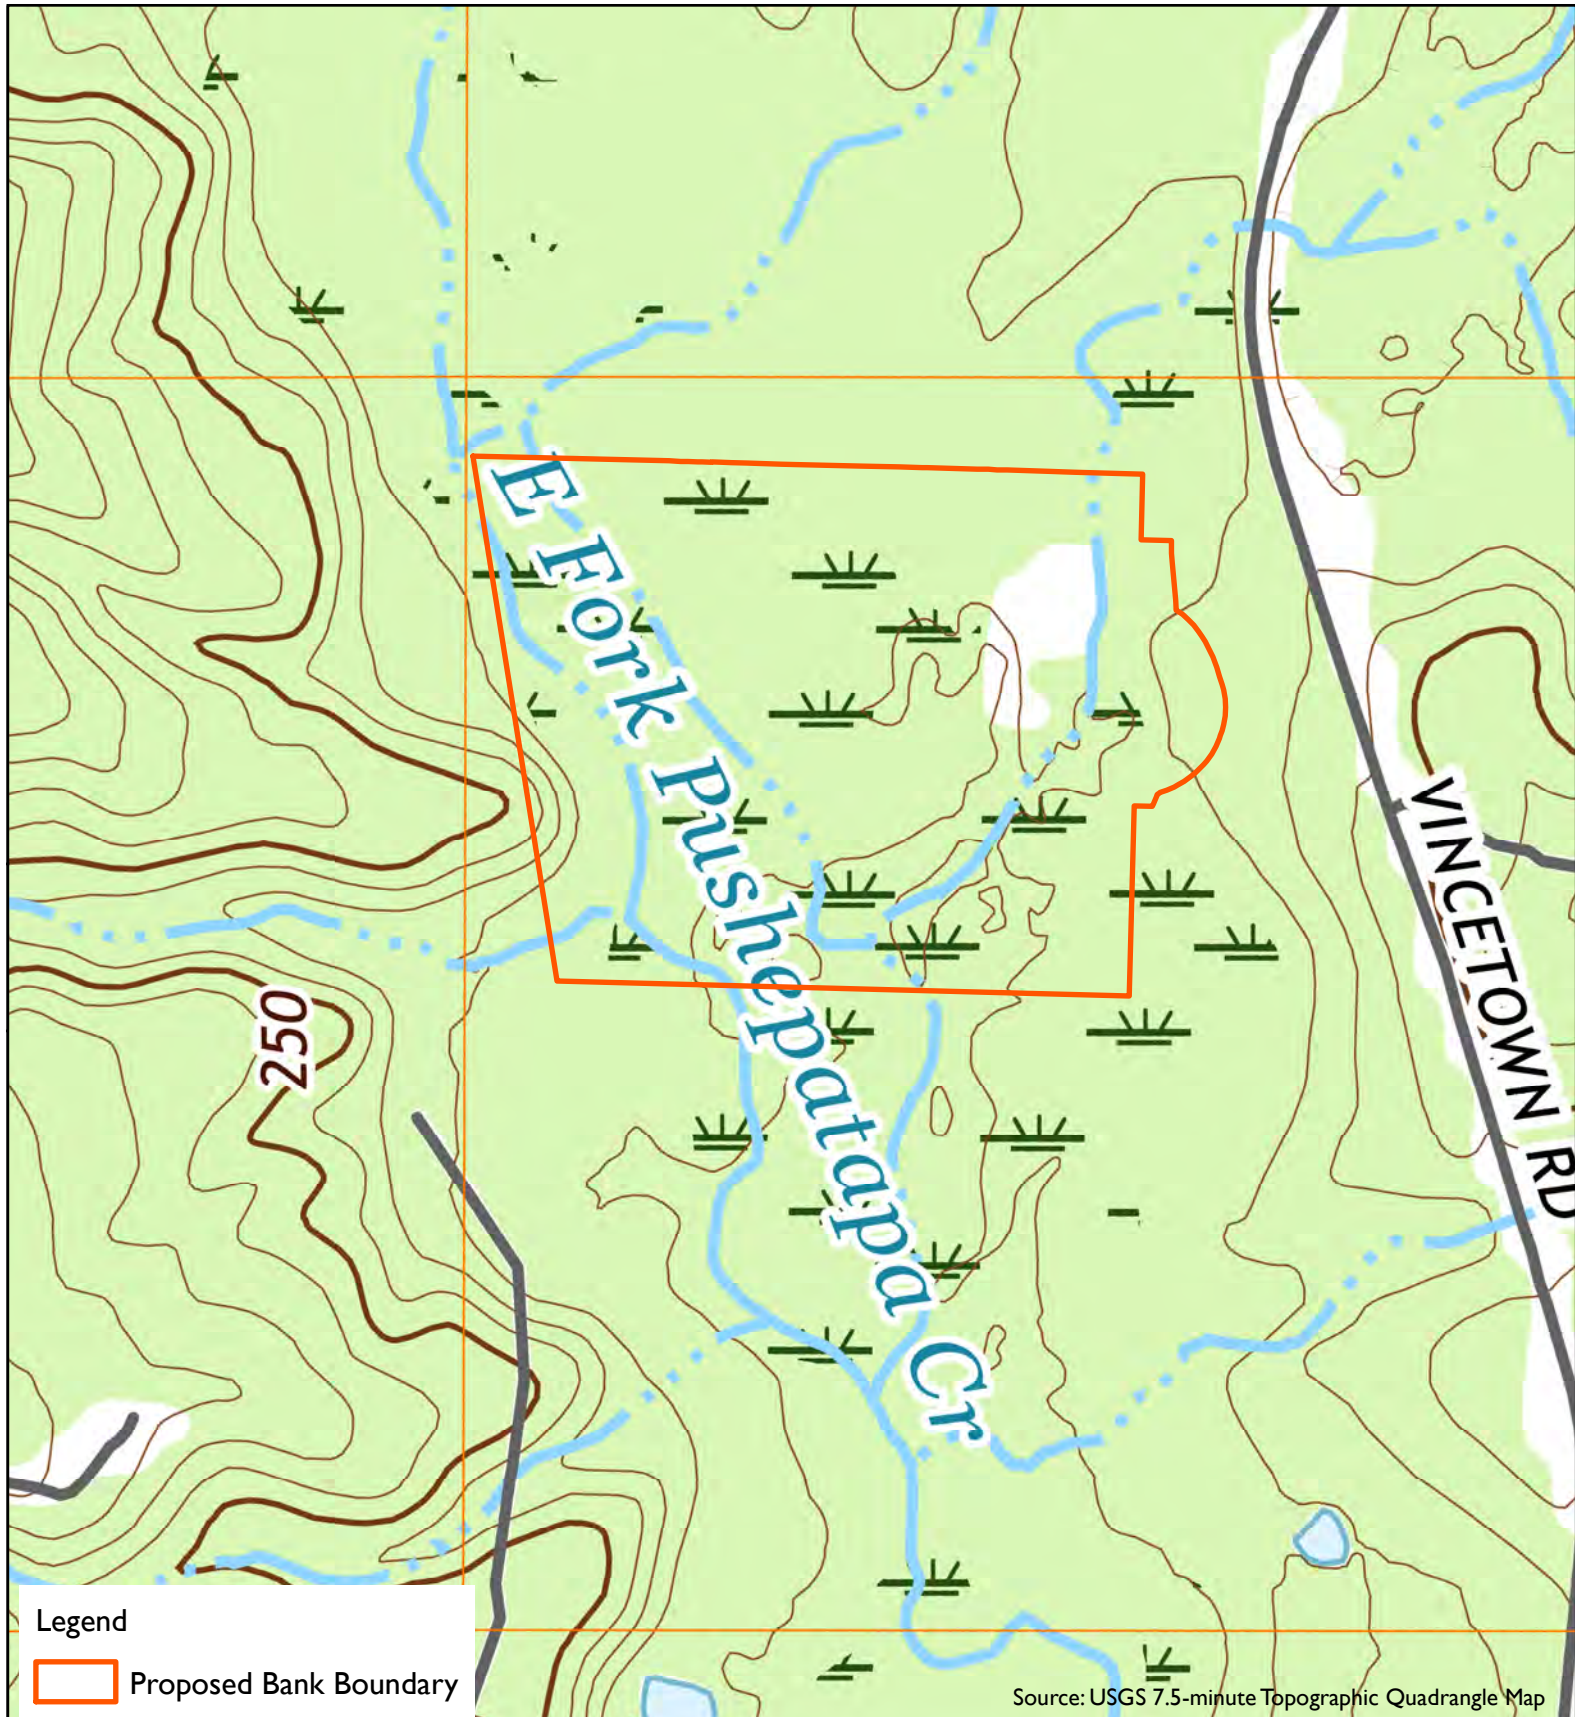 E Fork Pushepatapa Cr
VINCETOWN RD
250
Legend
Proposed Bank Boundary
Source: USGS 7.5-minute Topographic Quadrangle Map